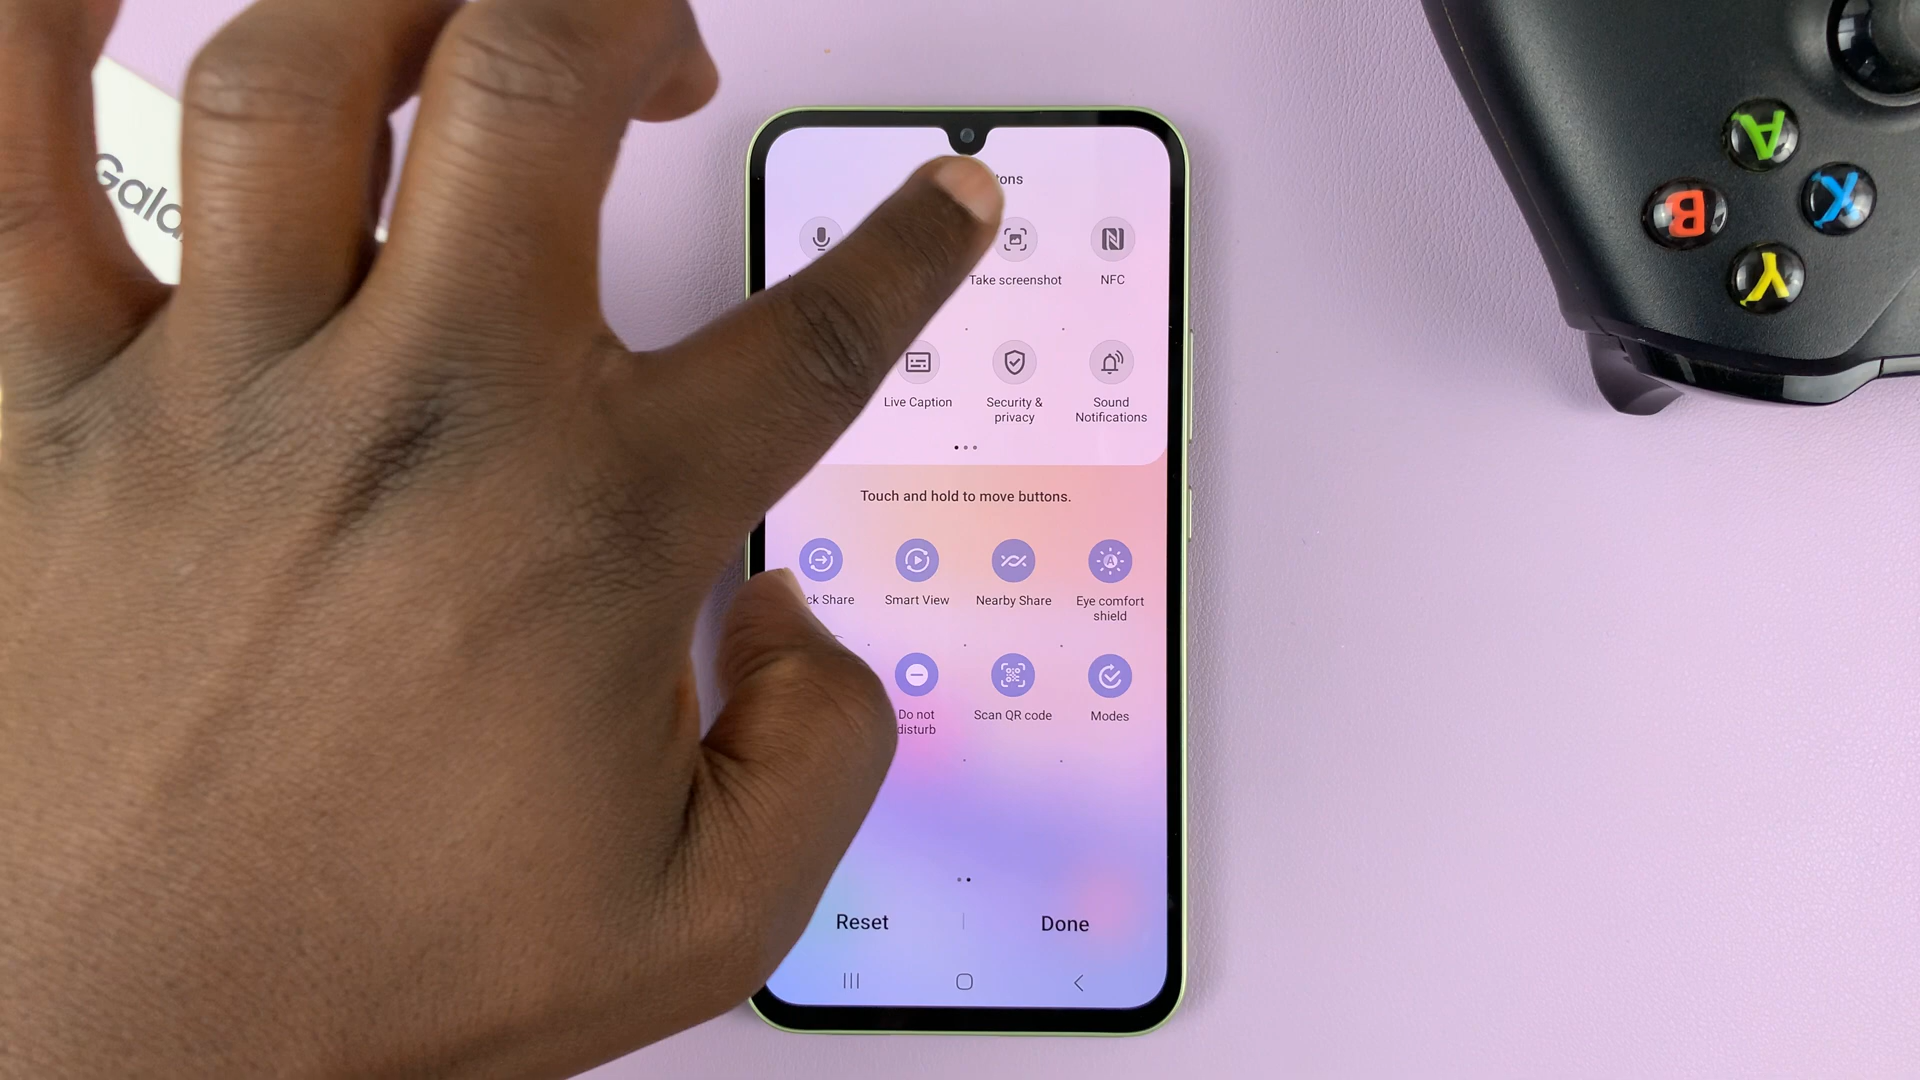 Gala
tons
Take screenshot
NFC
Live Caption
Security &
privacy
Sound
Notifications
Touch and hold to move buttons.
ck Share
Smart View
Nearby Share
Eye comfort
shield
Do not
disturb
Scan QR code
Modes
Reset
Done
A
B
X
Y